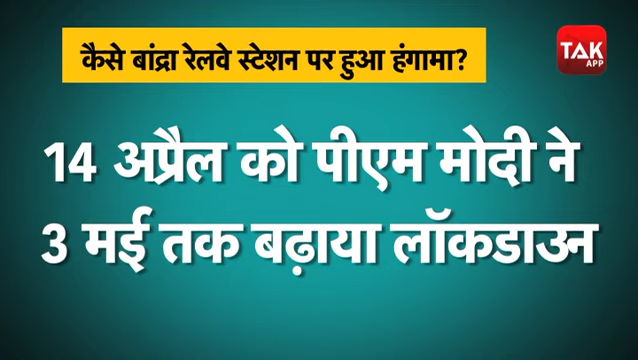 कैसे बांद्रा रेलवे स्टेशन पर हुआ हंगामा?
TAK
APP
14 अप्रैल को पीएम मोदी ने
3 मई तक बढ़ाया लॉकडाउन